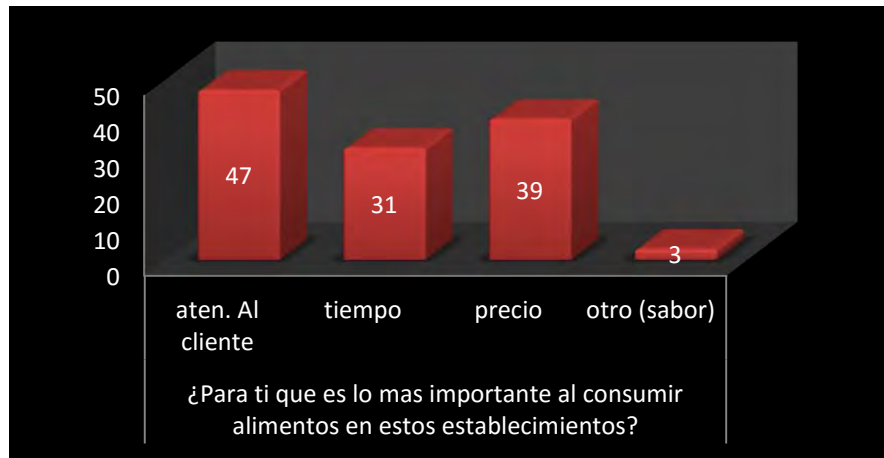 50
40
30
20
10
0
47
31
39
3
aten. Al
cliente
tiempo
precio
otro (sabor)
¿Para ti que es lo mas importante al consumir
alimentos en estos establecimientos?